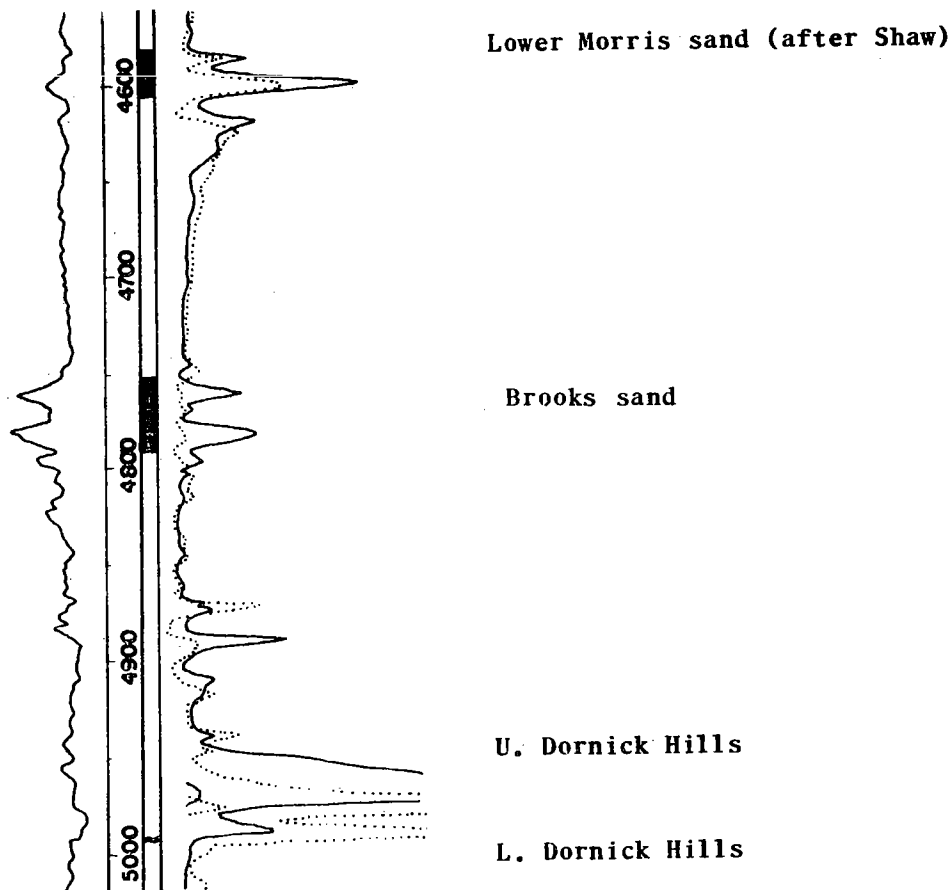 Lower Morris sand (after Shaw)
4600
4700
Brooks sand
4800
4900
U. Dornick Hills
L. Dornick Hills
5000